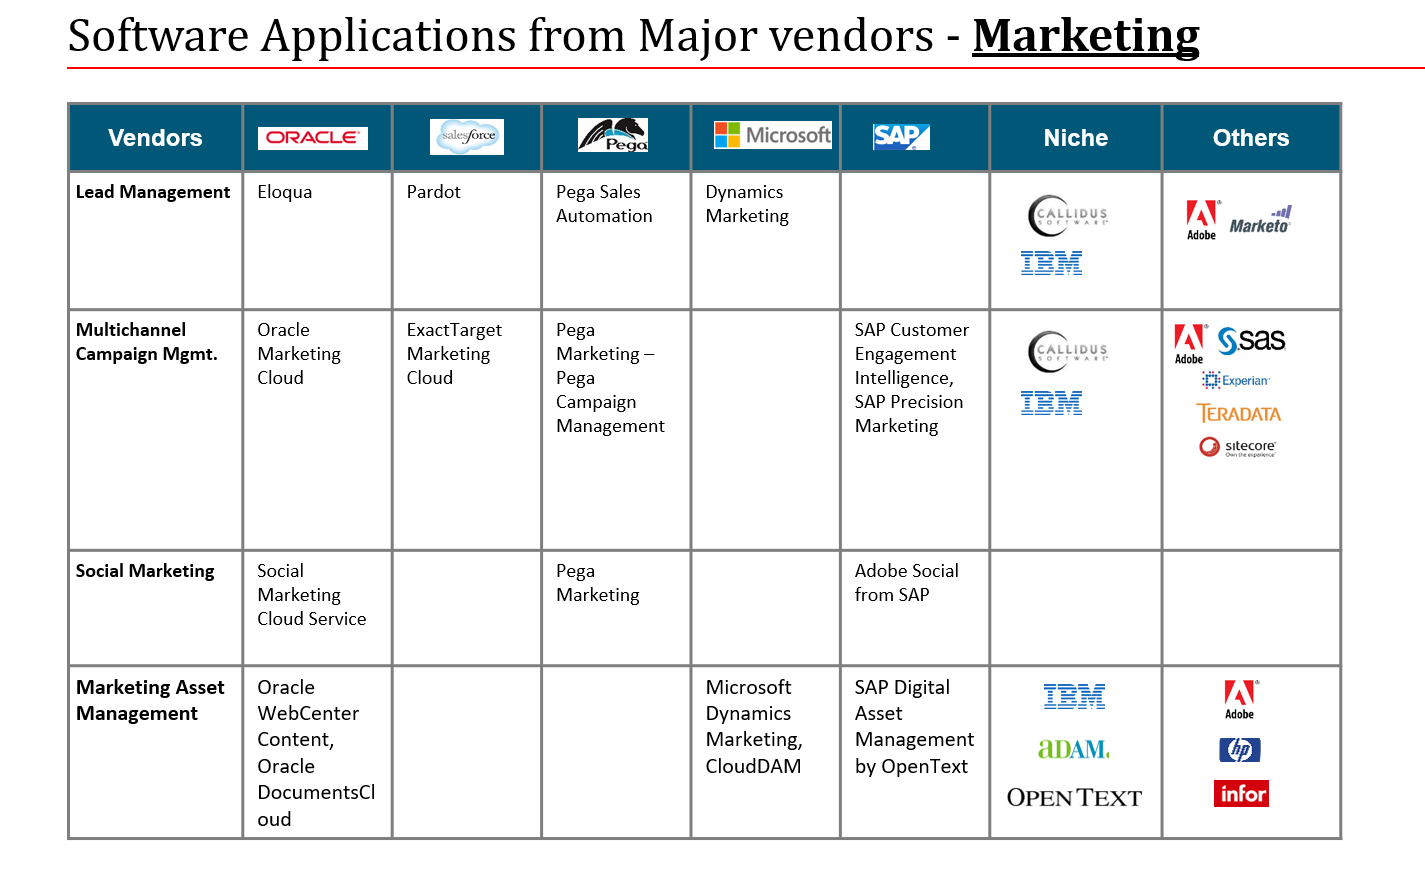 Software Applications from Major vendors - Marketing
Vendors
ORACLE
salesforce
Pega
Microsoft
SAP
Niche
Others
Lead Management
Eloqua
Pardot
Pega Sales
Automation
Dynamics
Marketing
CALLIDUS
SOFTWARE
IBM
Adobe
Marketo
Multichannel
Campaign Mgmt.
Oracle
Marketing
Cloud
ExactTarget
Marketing
Cloud
Pega
Marketing –
Pega
Campaign
Management
SAP Customer
Engagement
Intelligence,
SAP Precision
Marketing
CALLIDUS
SOFTWARE
IBM
Adobe
sas
Experian
TERADATA
sitecore
Own the experience
Social Marketing
Social
Marketing
Cloud Service
Pega
Marketing
Adobe Social
from SAP
Marketing Asset
Management
Oracle
WebCenter
Content,
Oracle
DocumentsCl
oud
Microsoft
Dynamics
Marketing,
CloudDAM
SAP Digital
Asset
Management
by OpenText
IBM
aDAM.
OPEN TEXT
Adobe
hp
infor